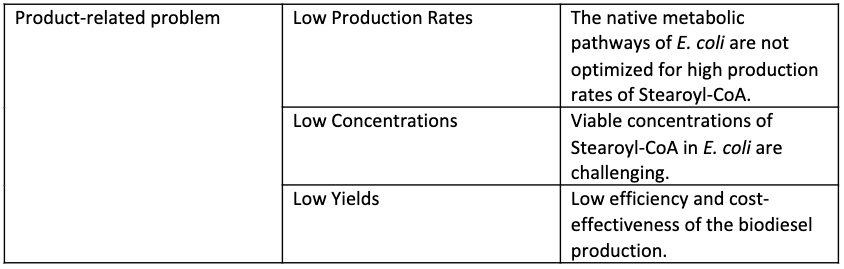 Product-related problem
Low Production Rates
The native metabolic
pathways of E. coli are not
optimized for high production
rates of Stearoyl-CoA.
Low Concentrations
Viable concentrations of
Stearoyl-CoA in E. coli are
challenging.
Low Yields
Low efficiency and cost-
effectiveness of the biodiesel
production.